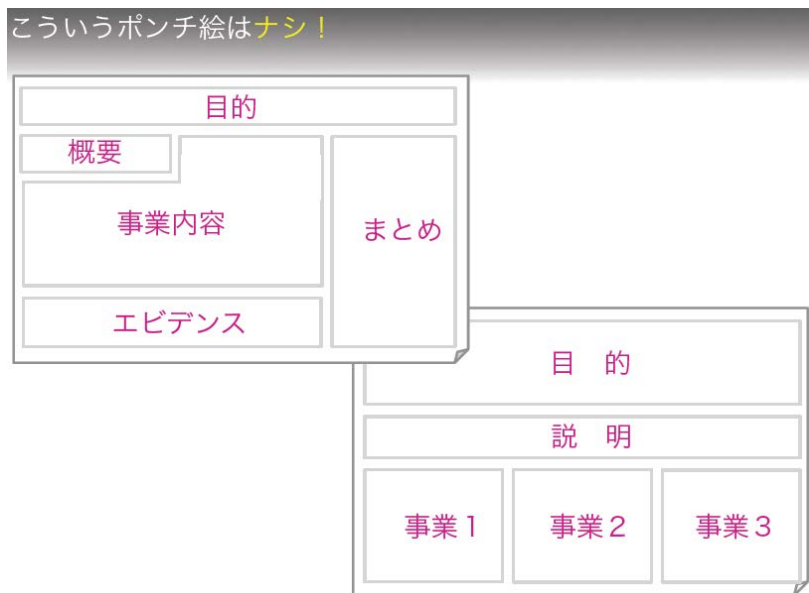 こういうポンチ絵はナシ！
目的
概要
事業内容
まとめ
エビデンス
目　的
説　明
事業１
事業２
事業３